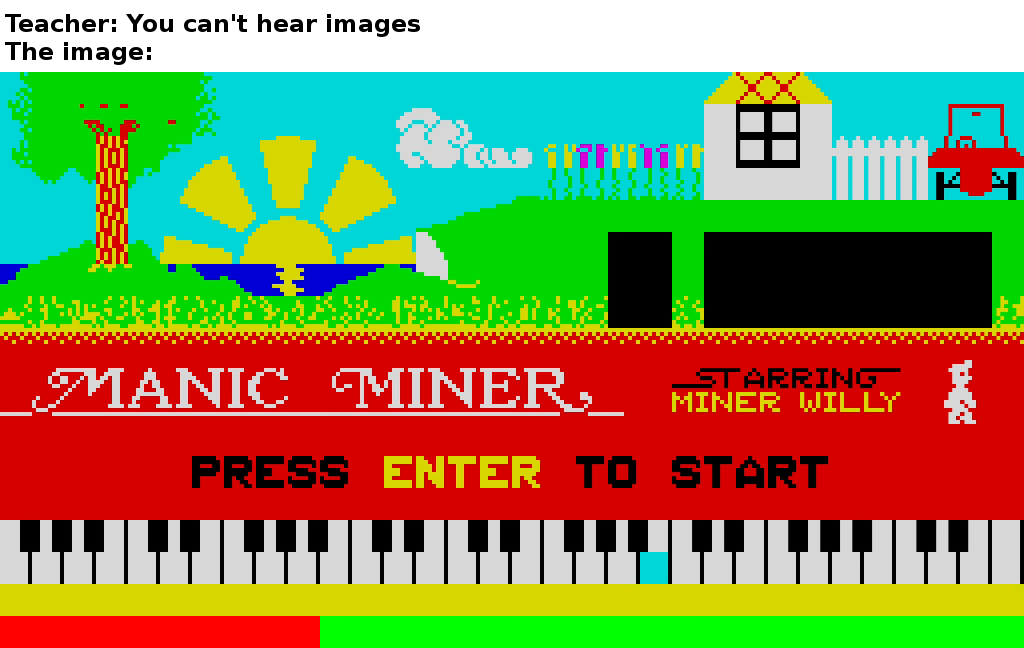 Teacher: You can't hear images
The image:
MANIC MINER
STARRING
MINER WILLY
PRESS ENTER TO START